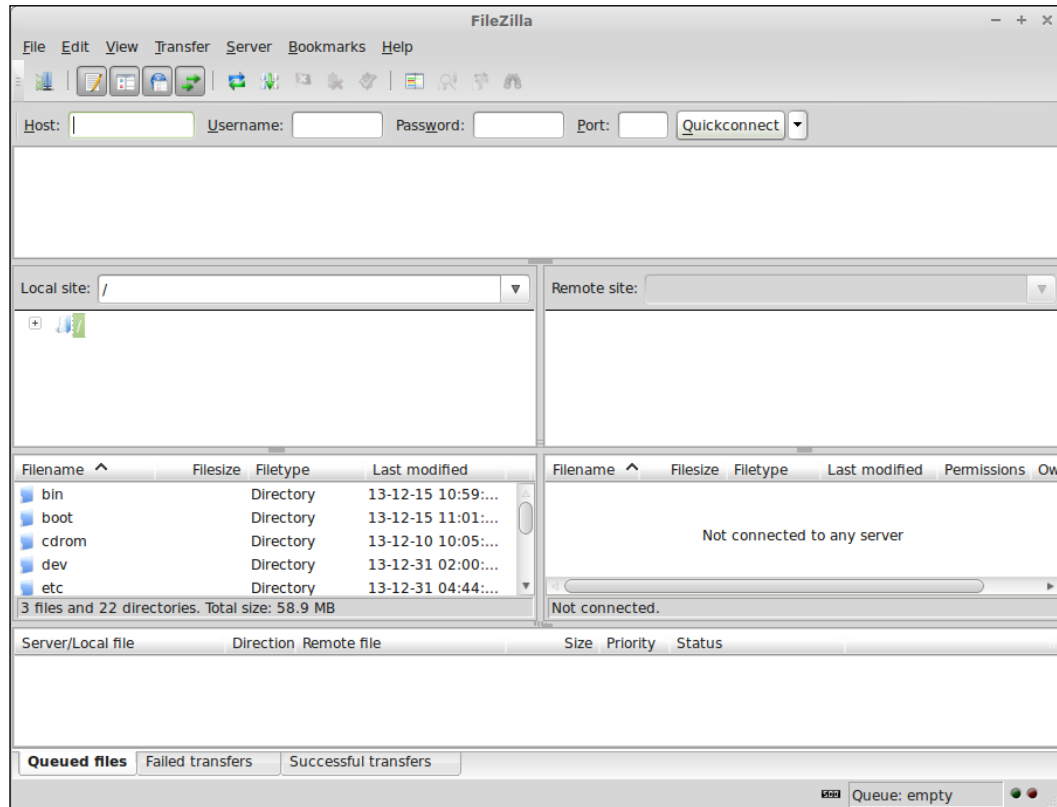 FileZilla
File Edit View Transfer Server Bookmarks Help
Host: Username: Password: Port: Quickconnect
Local site: / Remote site:
/
Filename Filesize Filetype Last modified Filename Filesize Filetype Last modified Permissions Ow
bin Directory 13-12-15 10:59:...
boot Directory 13-12-15 11:01:...
cdrom Directory 13-12-10 10:05:... Not connected to any server
dev Directory 13-12-31 02:00:...
etc Directory 13-12-31 04:44:...
3 files and 22 directories. Total size: 58.9 MB Not connected.
Server/Local file Direction Remote file Size Priority Status
Queued files Failed transfers Successful transfers
Queue: empty